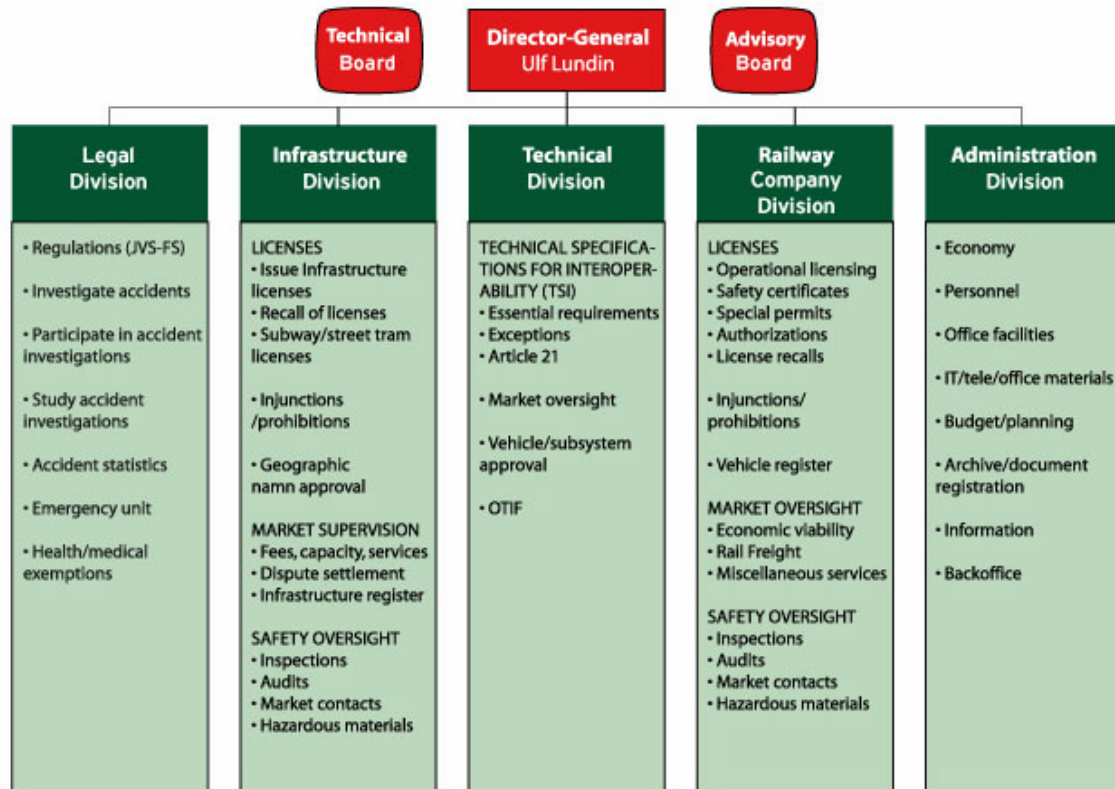 Technical
Board
Director-General
Ulf Lundin
Advisory
Board
Legal
Division
• Regulations (JVS-FS)
• Investigate accidents
• Participate in accident
investigations
• Study accident
investigations
• Accident statistics
• Emergency unit
• Health/medical
exemptions
Infrastructure
Division
LICENSES
• Issue Infrastructure
licenses
• Recall of licenses
• Subway/street tram
licenses
• Injunctions
/prohibitions
• Geographic
namn approval
MARKET SUPERVISION
• Fees, capacity, services
• Dispute settlement
• Infrastructure register
SAFETY OVERSIGHT
• Inspections
• Audits
• Market contacts
• Hazardous materials
Technical
Division
TECHNICAL SPECIFICA-
TIONS FOR INTEROPER-
ABILITY (TSI)
• Essential requirements
• Exceptions
• Article 21
• Market oversight
• Vehicle/subsystem
approval
• OTIF
Railway
Company
Division
LICENSES
• Operational licensing
• Safety certificates
• Special permits
• Authorizations
• License recalls
• Injunctions/
prohibitions
• Vehicle register
MARKET OVERSIGHT
• Economic viability
• Rail Freight
• Miscellaneous services
SAFETY OVERSIGHT
• Inspections
• Audits
• Market contacts
• Hazardous materials
Administration
Division
• Economy
• Personnel
• Office facilities
• IT/tele/office materials
• Budget/planning
• Archive/document
registration
• Information
• Backoffice